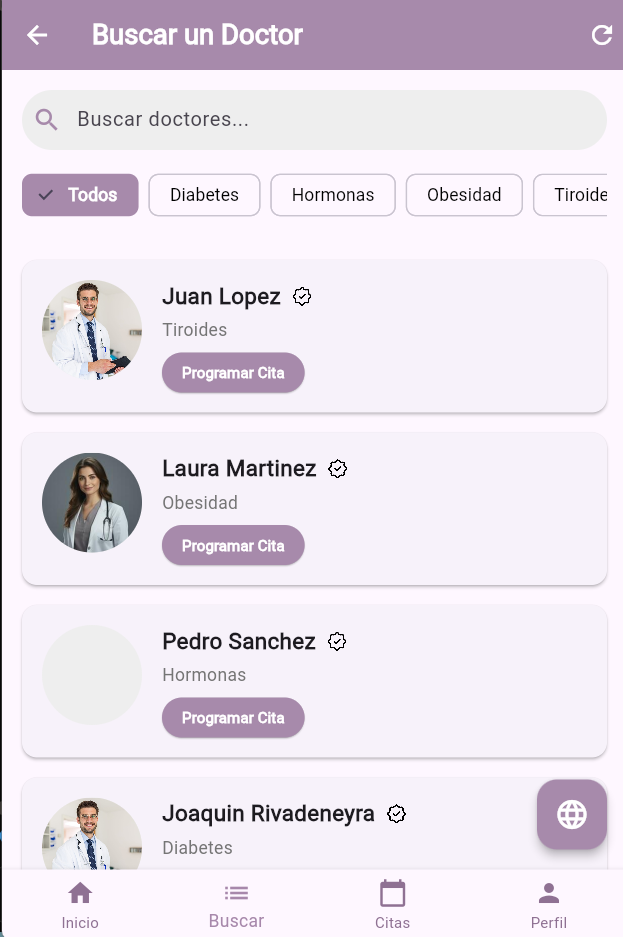 Buscar un Doctor
Buscar doctores...
Todos Diabetes Hormonas Obesidad Tiroide
Juan Lopez
Tiroides
Programar Cita
Laura Martinez
Obesidad
Programar Cita
Pedro Sanchez
Hormonas
Programar Cita
Joaquin Rivadeneyra
Diabetes
Inicio Buscar Citas Perfil